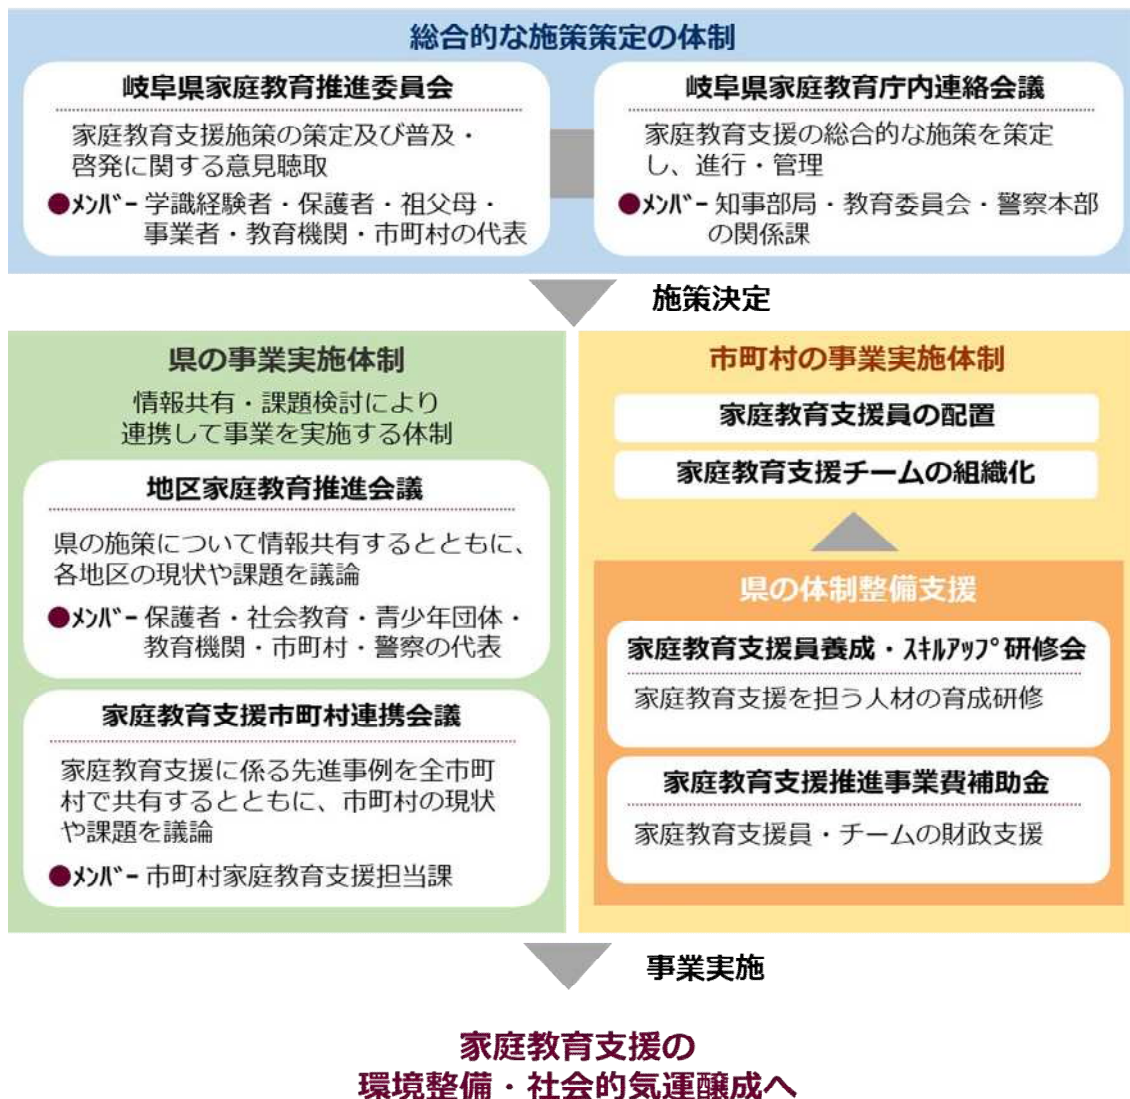 総合的な施策策定の体制
岐阜県家庭教育推進委員会
家庭教育支援施策の策定及び普及・
啓発に関する意見聴取
●ﾒﾝﾊﾞｰ 学識経験者・保護者・祖父母・
事業者・教育機関・市町村の代表
岐阜県家庭教育庁内連絡会議
家庭教育支援の総合的な施策を策定
し、進行・管理
●ﾒﾝﾊﾞｰ 知事部局・教育委員会・警察本部
の関係課
施策決定
県の事業実施体制
情報共有・課題検討により
連携して事業を実施する体制
地区家庭教育推進会議
県の施策について情報共有するとともに、
各地区の現状や課題を議論
●ﾒﾝﾊﾞｰ 保護者・社会教育・青少年団体・
教育機関・市町村・警察の代表
家庭教育支援市町村連携会議
家庭教育支援に係る先進事例を全市町
村で共有するとともに、市町村の現状
や課題を議論
●ﾒﾝﾊﾞｰ 市町村家庭教育支援担当課
市町村の事業実施体制
家庭教育支援員の配置
家庭教育支援チームの組織化
県の体制整備支援
家庭教育支援員養成・ｽｷﾙｱｯﾌﾟ研修会
家庭教育支援を担う人材の育成研修
家庭教育支援推進事業費補助金
家庭教育支援員・チームの財政支援
事業実施
家庭教育支援の
環境整備・社会的気運醸成へ